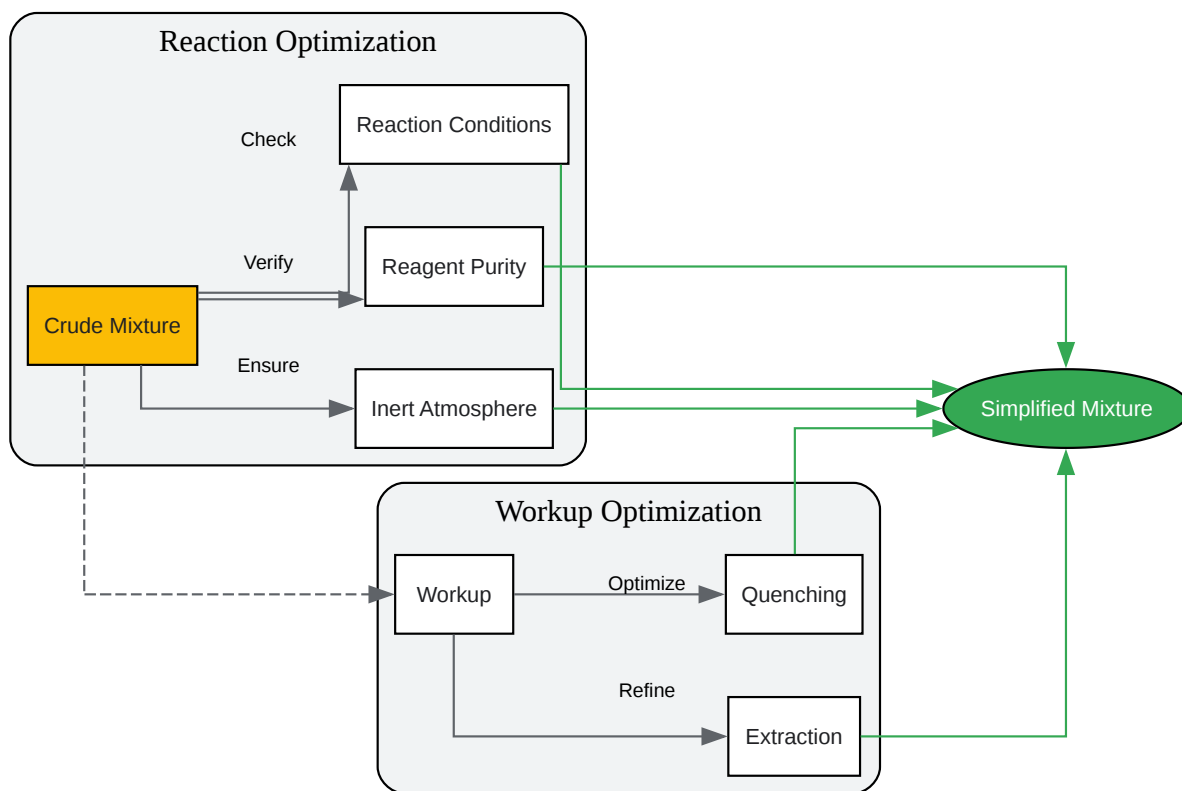 Reaction Optimization
Check
Reaction Conditions
Verify
Reagent Purity
Crude Mixture
Ensure
Inert Atmosphere
Simplified Mixture
Workup Optimization
Workup
Optimize
Quenching
Refine
Extraction